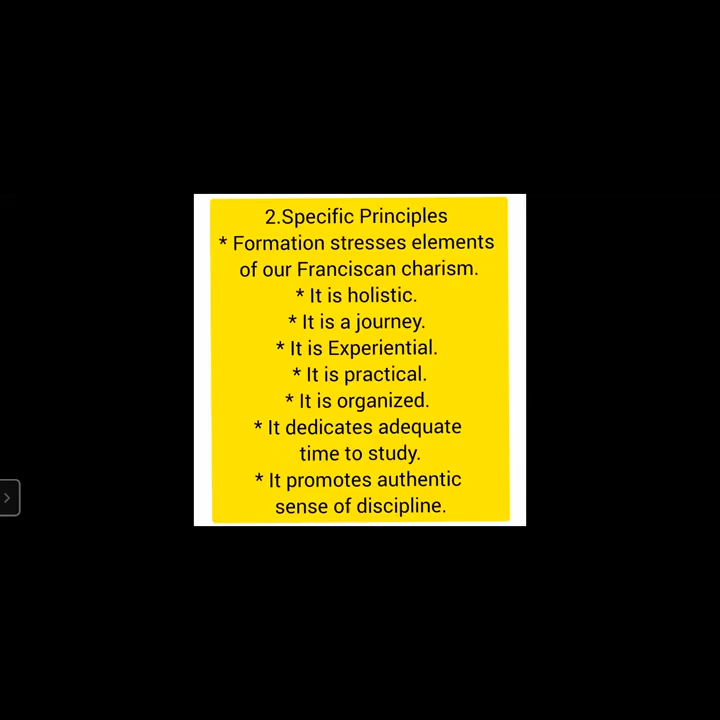 2.Specific Principles
* Formation stresses elements
of our Franciscan charism.
* It is holistic.
* It is a journey.
* It is Experiential.
* It is practical.
* It is organized.
* It dedicates adequate
time to study.
* It promotes authentic
sense of discipline.